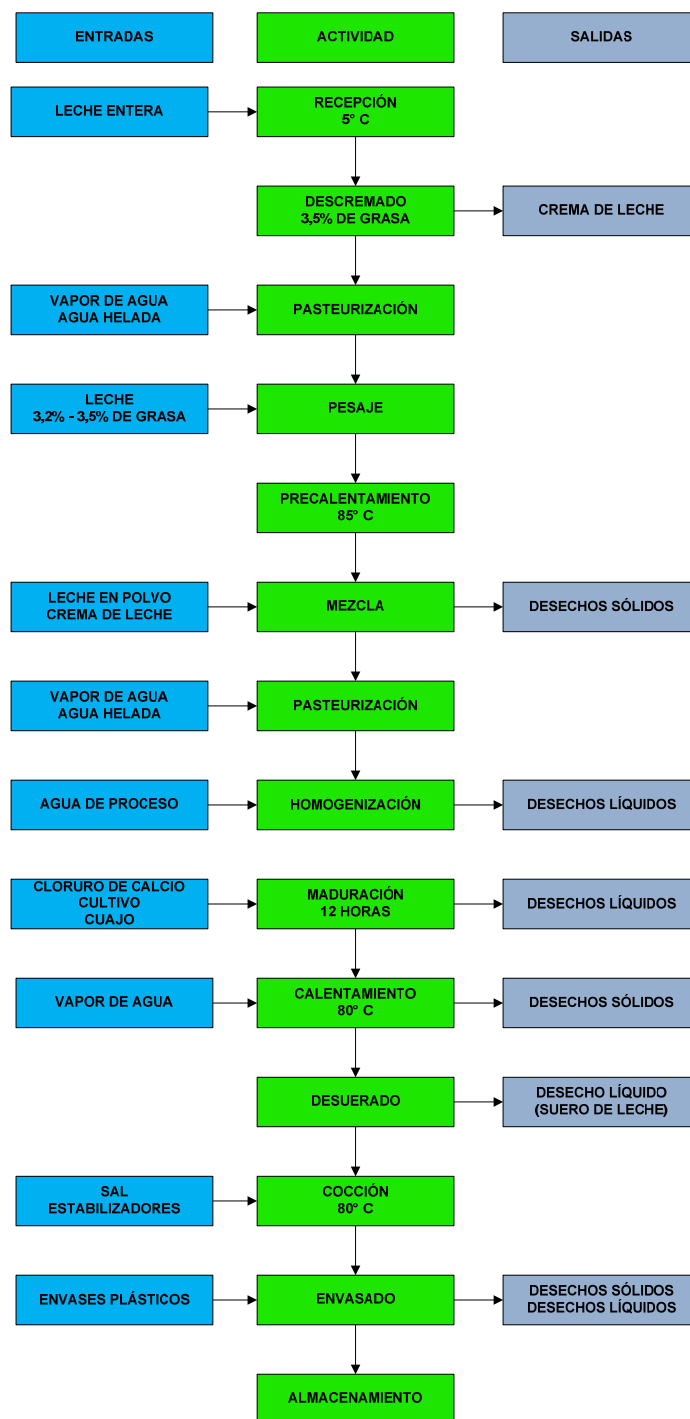 ENTRADAS
ACTIVIDAD
SALIDAS
LECHE ENTERA
RECEPCIÓN
5° C
DESCREMADO
3,5% DE GRASA
CREMA DE LECHE
VAPOR DE AGUA
AGUA HELADA
PASTEURIZACIÓN
LECHE
3,2% - 3,5% DE GRASA
PESAJE
PRECALENTAMIENTO
85° C
LECHE EN POLVO
CREMA DE LECHE
MEZCLA
DESECHOS SÓLIDOS
VAPOR DE AGUA
AGUA HELADA
PASTEURIZACIÓN
AGUA DE PROCESO
HOMOGENIZACIÓN
DESECHOS LÍQUIDOS
CLORURO DE CALCIO
CULTIVO
CUAJO
MADURACIÓN
12 HORAS
DESECHOS LÍQUIDOS
VAPOR DE AGUA
CALENTAMIENTO
80° C
DESECHOS SÓLIDOS
DESUERADO
DESECHO LÍQUIDO
(SUERO DE LECHE)
SAL
ESTABILIZADORES
COCCIÓN
80° C
ENVASES PLÁSTICOS
ENVASADO
DESECHOS SÓLIDOS
DESECHOS LÍQUIDOS
ALMACENAMIENTO